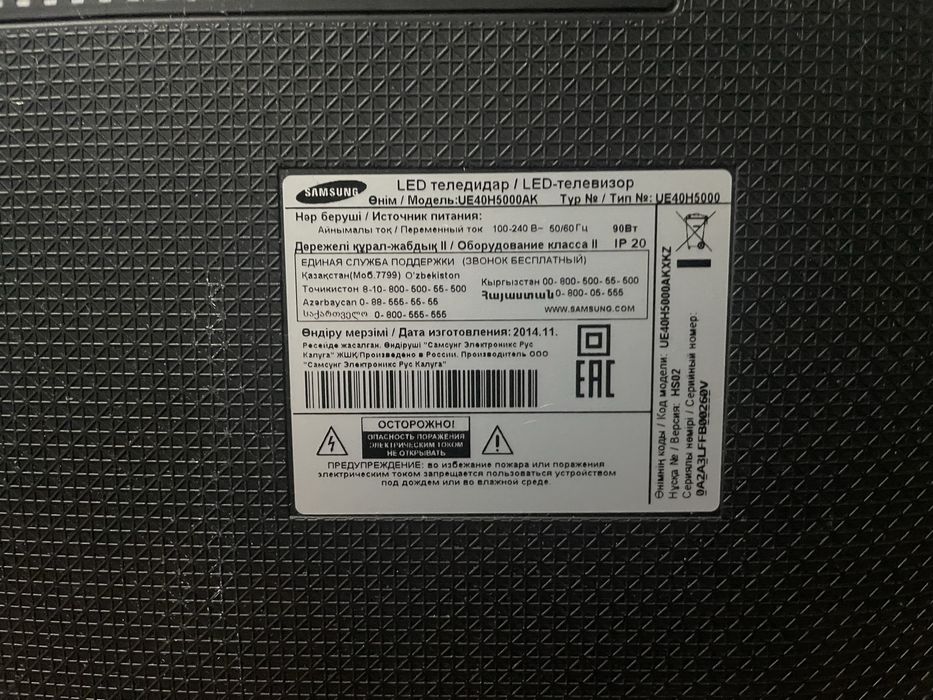 SAMSUNG
LED теледидар / LED-телевизор
Өнім / Модель:UE40H5000AK Түр № / Тип №: UE40H5000
Нәр беруші / Источник питания:
Айнымалы тоқ / Переменный ток 100-240 В~ 50/60 Гц 90Вт
Дережелі құрал-жабдық II / Оборудование класса II IP 20
ЕДИНАЯ СЛУЖБА ПОДДЕРЖКИ (ЗВОНОК БЕСПЛАТНЫЙ)
Қазақстан(Моб.7799) O'zbekiston
Тоҷикистон 8-10-800-500-55-500
Кыргызстан 00-800-500-55-500
Azərbaycan 0-88-555-55-55
Հայաստան 0-800-05-555
საქართველო 0-800-555-555
WWW.SAMSUNG.COM
Өндіру мерзімі / Дата изготовления: 2014.11.
Ресейде жасалған. Өндіруші "Самсунг Электроникс Рус
Калуга" ЖШҚ Произведено в России. Производитель ООО
"Самсунг Электроникс Рус Калуга"
EAC
ОСТОРОЖНО!
ОПАСНОСТЬ ПОРАЖЕНИЯ
ЭЛЕКТРИЧЕСКИМ ТОКОМ
НЕ ОТКРЫВАТЬ
ПРЕДУПРЕЖДЕНИЕ: во избежание пожара или поражения
электрическим током запрещается пользоваться устройством
под дождем или во влажной среде.
Өнімнің коды / Код модели: UE40H5000AKXKZ
Нұсқа № / Версия: HS02
Сериялы нөмірі / Серийный номер:
0A2A3LFFB00260V